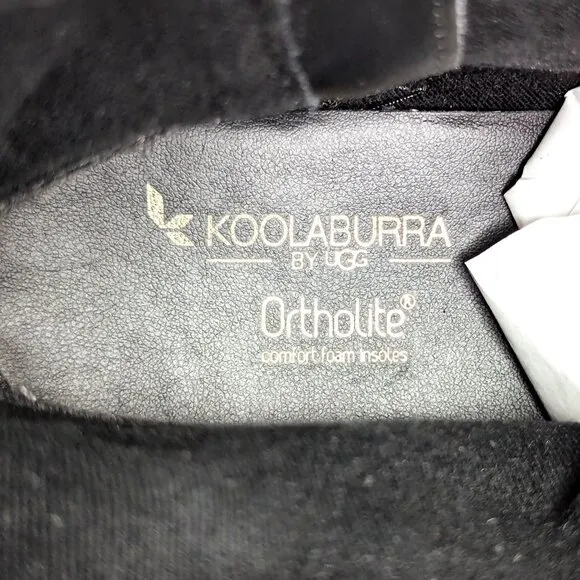 KOOLABURRA
BY UGG
Ortholite®
comfort foam insoles